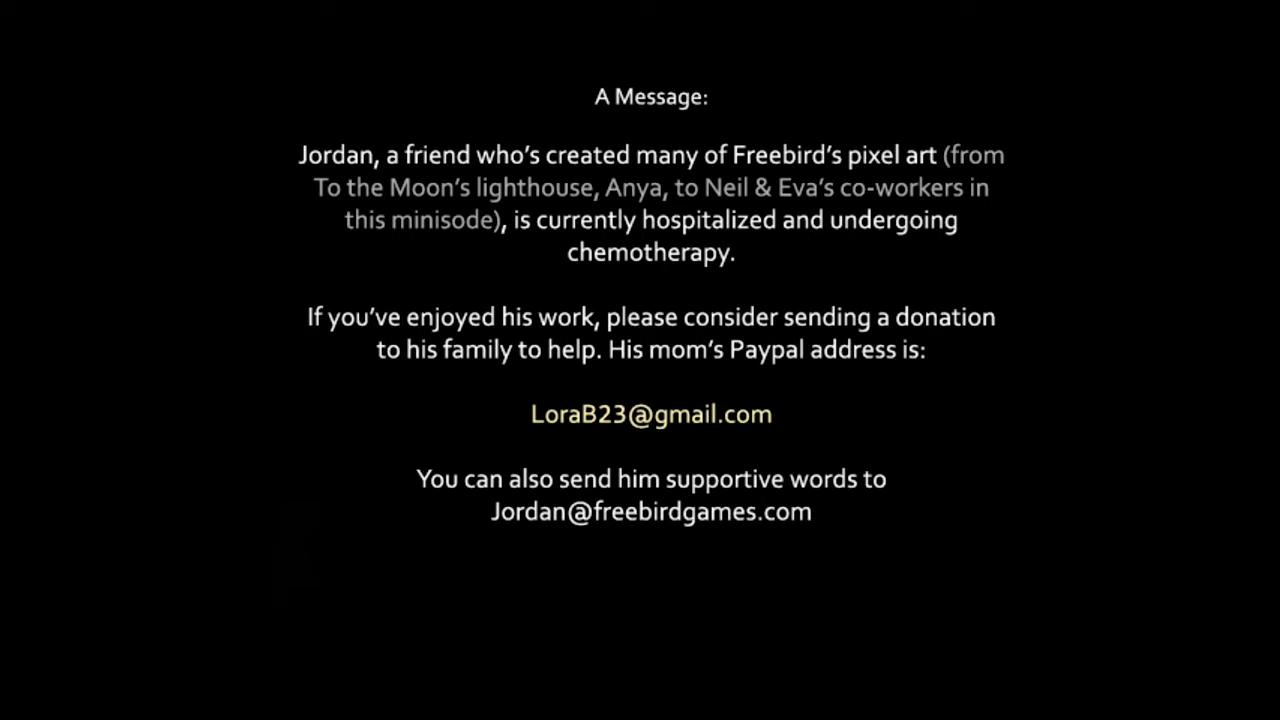 A Message:
Jordan, a friend who's created many of Freebird's pixel art (from
To the Moon's lighthouse, Anya, to Neil & Eva's co-workers in
this minisode), is currently hospitalized and undergoing
chemotherapy.
If you've enjoyed his work, please consider sending a donation
to his family to help. His mom's Paypal address is:
LoraB23@gmail.com
You can also send him supportive words to
Jordan@freebirdgames.com